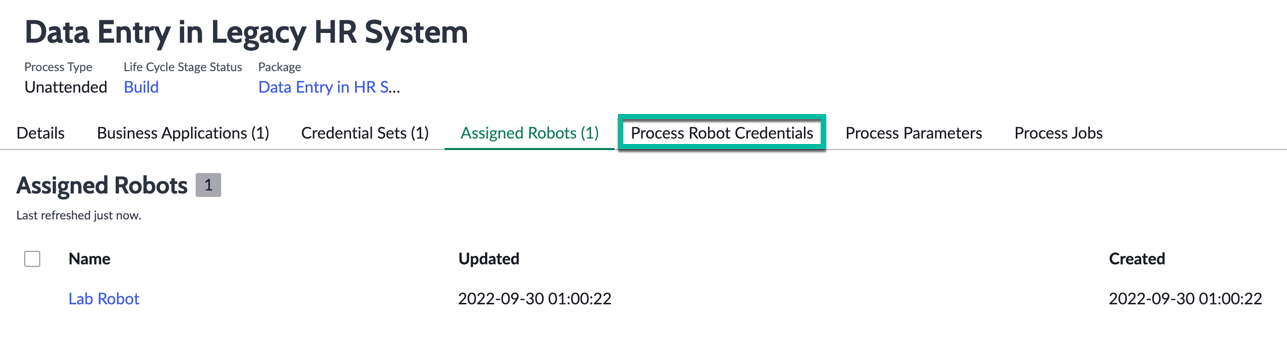 Data Entry in Legacy HR System
Process Type Life Cycle Stage Status Package
Unattended Build Data Entry in HR S...
Details Business Applications (1) Credential Sets (1) Assigned Robots (1) Process Robot Credentials Process Parameters Process Jobs
Assigned Robots 1
Last refreshed just now.
Name Updated Created
Lab Robot 2022-09-30 01:00:22 2022-09-30 01:00:22